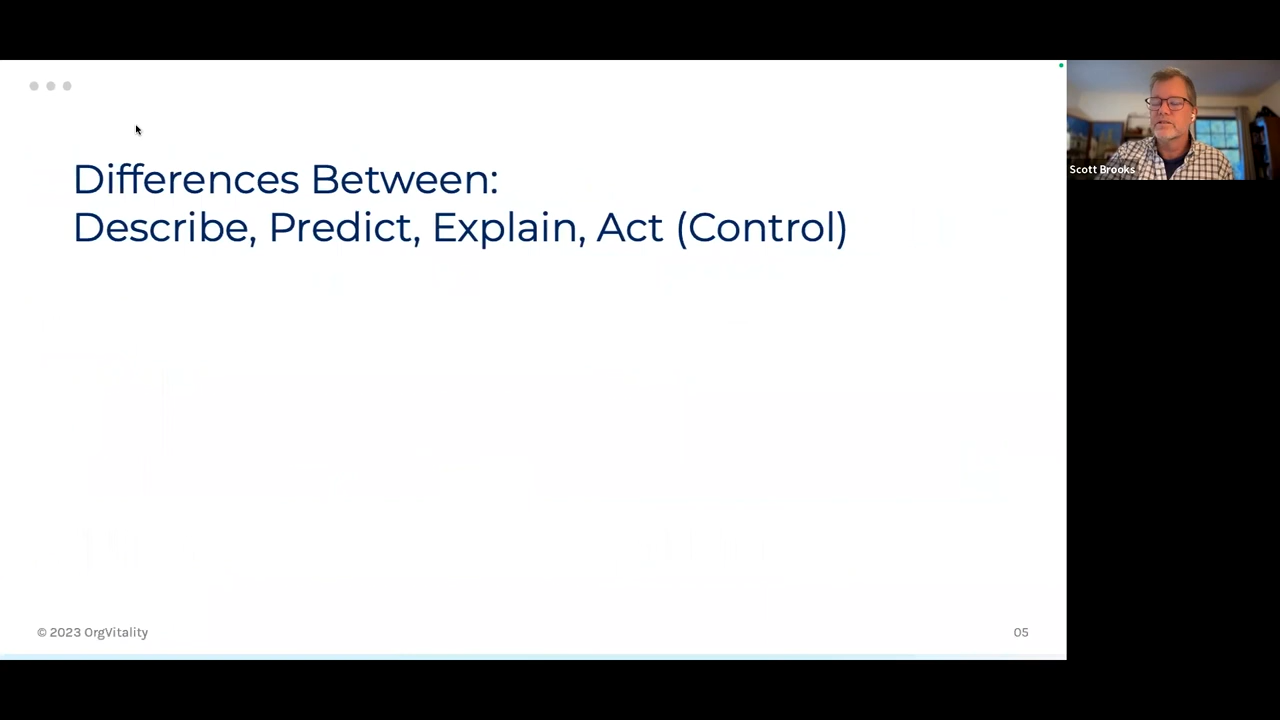 Differences Between:
Describe, Predict, Explain, Act (Control)
Scott Brooks
© 2023 OrgVitality
05